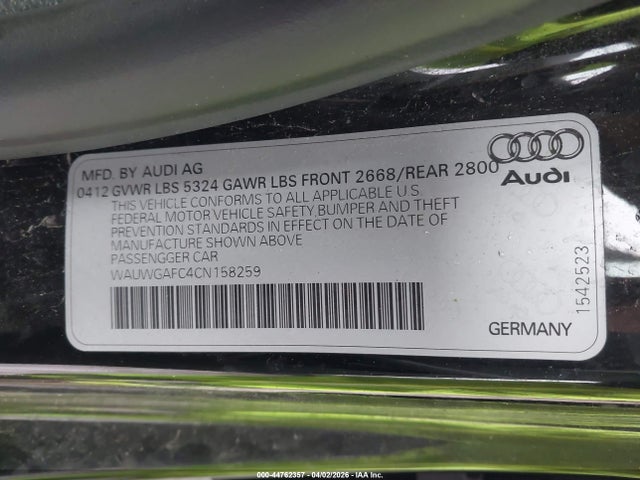 MFD. BY AUDI AG
0412 GVWR LBS 5324 GAWR LBS FRONT 2668/REAR 2800
THIS VEHICLE CONFORMS TO ALL APPLICABLE U S
FEDERAL MOTOR VEHICLE SAFETY,BUMPER AND THEFT
PREVENTION STANDARDS IN EFFECT ON THE DATE OF
MANUFACTURE SHOWN ABOVE
PASSENGGER CAR
WAUWGAFC4CN158259
Audi
1542523
GERMANY
000-44762357 - 04/02/2026 - IAA Inc.